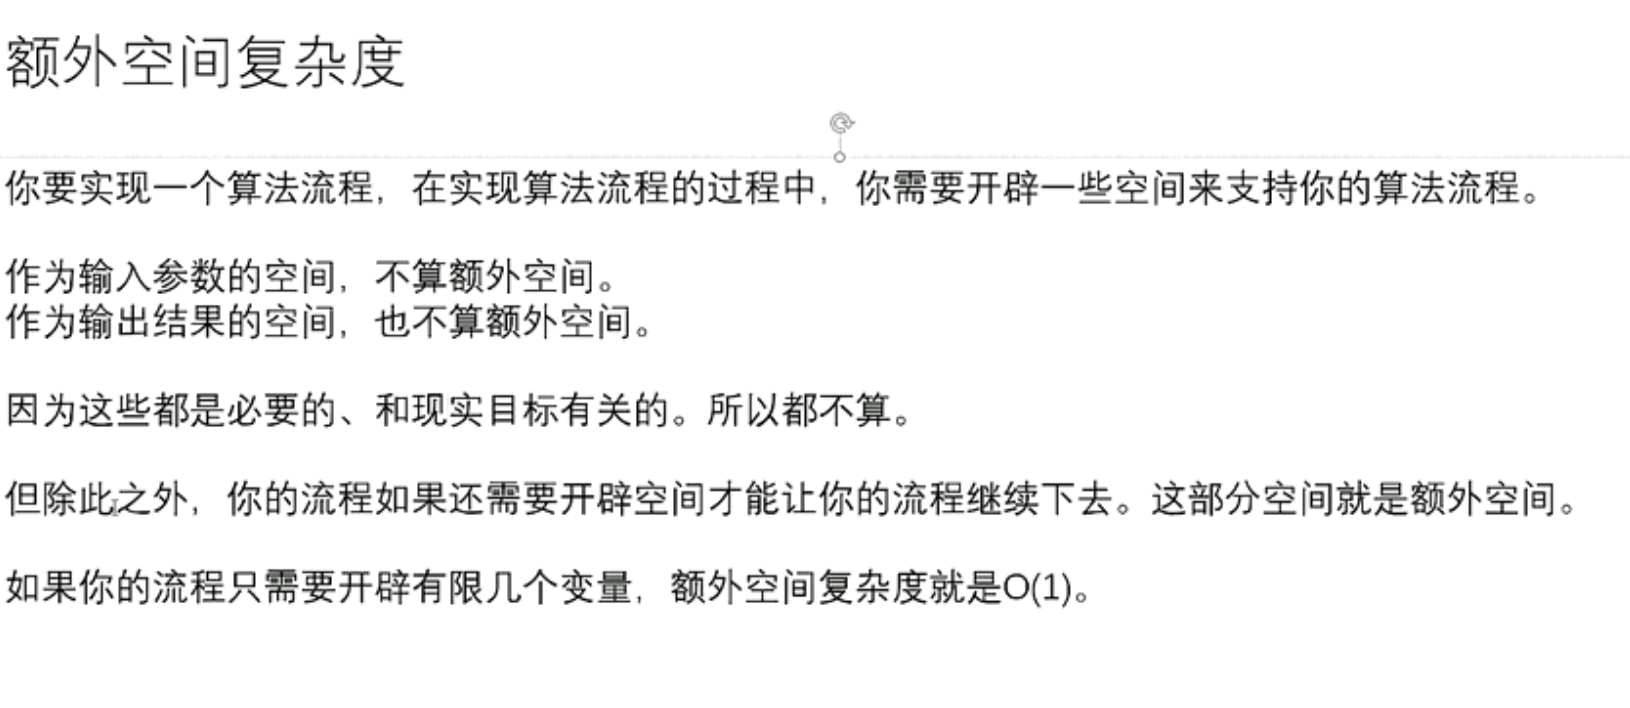 额外空间复杂度
你要实现一个算法流程，在实现算法流程的过程中，你需要开辟一些空间来支持你的算法流程。
作为输入参数的空间，不算额外空间。
作为输出结果的空间，也不算额外空间。
因为这些都是必要的、和现实目标有关的。所以都不算。
但除此之外，你的流程如果还需要开辟空间才能让你的流程继续下去。这部分空间就是额外空间。
如果你的流程只需要开辟有限几个变量，额外空间复杂度就是O(1)。